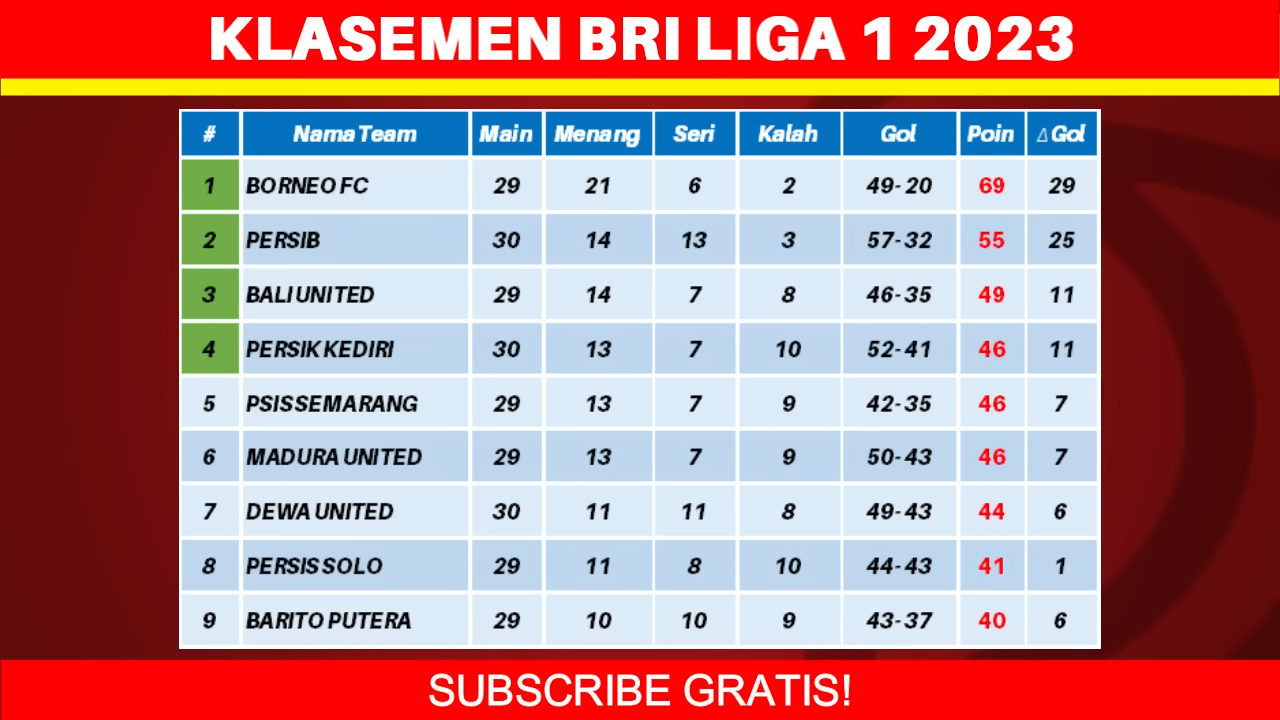 KLASEMEN BRI LIGA 1 2023
# Nama Team Main Menang Seri Kalah Gol Poin Δ Gol
1 BORNEO FC 29 21 6 2 49-20 69 29
2 PERSIB 30 14 13 3 57-32 55 25
3 BALI UNITED 29 14 7 8 46-35 49 11
4 PERSIK KEDIRI 30 13 7 10 52-41 46 11
5 PSIS SEMARANG 29 13 7 9 42-35 46 7
6 MADURA UNITED 29 13 7 9 50-43 46 7
7 DEWA UNITED 30 11 11 8 49-43 44 6
8 PERSIS SOLO 29 11 8 10 44-43 41 1
9 BARITO PUTERA 29 10 10 9 43-37 40 6
SUBSCRIBE GRATIS!